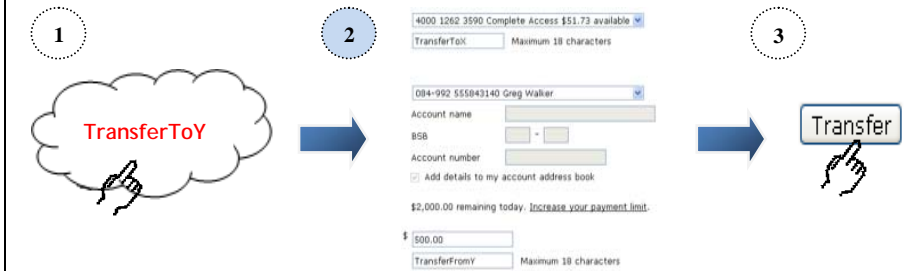 1
TransferToY
2
4000 1262 3590 Complete Access $51.73 available
TransferToX Maximum 18 characters
084-992 555843140 Greg Walker
Account name
BSB -
Account number
Add details to my account address book
$2,000.00 remaining today. Increase your payment limit.
$ 500.00
TransferFromY Maximum 18 characters
3
Transfer